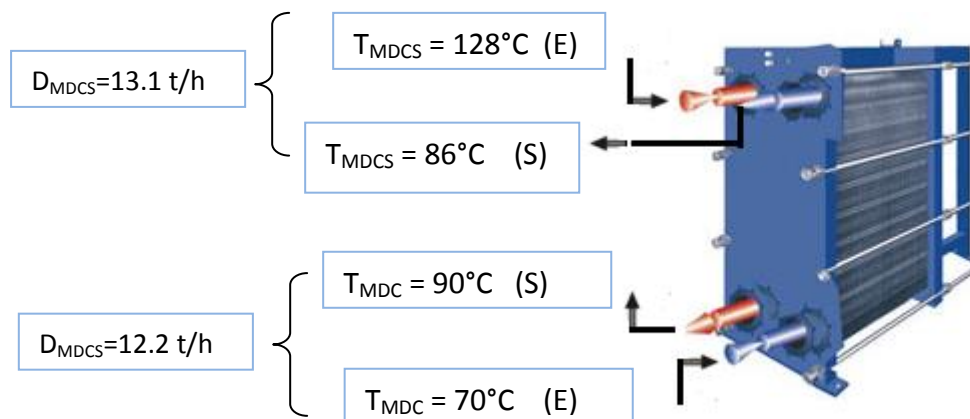 T_MDCS = 128°C (E)
D_MDCS=13.1 t/h
T_MDCS = 86°C (S)
T_MDC = 90°C (S)
D_MDCS=12.2 t/h
T_MDC = 70°C (E)